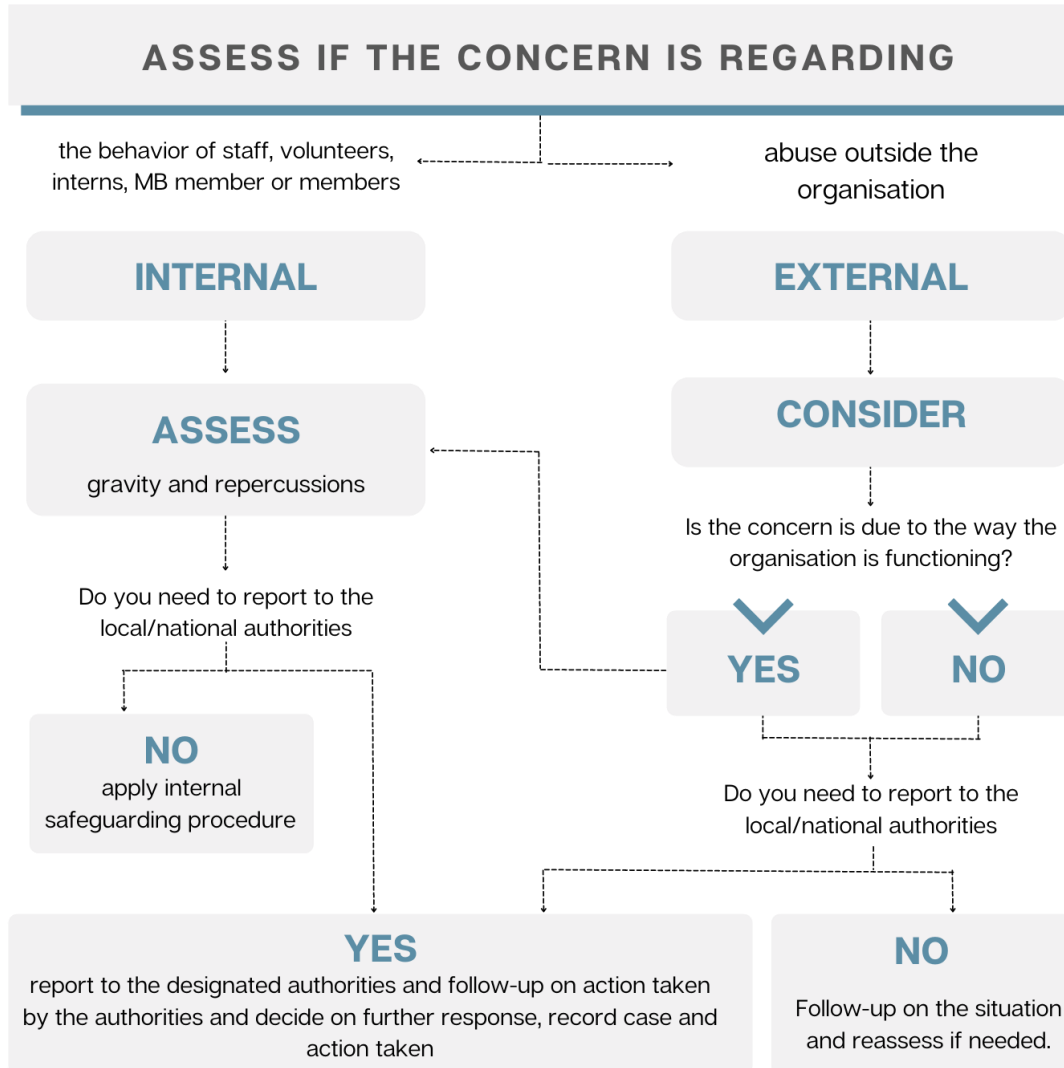 ASSESS IF THE CONCERN IS REGARDING
the behavior of staff, volunteers,
interns, MB member or members
abuse outside the
organisation
INTERNAL
EXTERNAL
ASSESS
gravity and repercussions
CONSIDER
Is the concern is due to the way the
organisation is functioning?
Do you need to report to the
local/national authorities
YES
NO
NO
apply internal
safeguarding procedure
Do you need to report to the
local/national authorities
YES
report to the designated authorities and follow-up on action taken
by the authorities and decide on further response, record case and
action taken
NO
Follow-up on the situation
and reassess if needed.